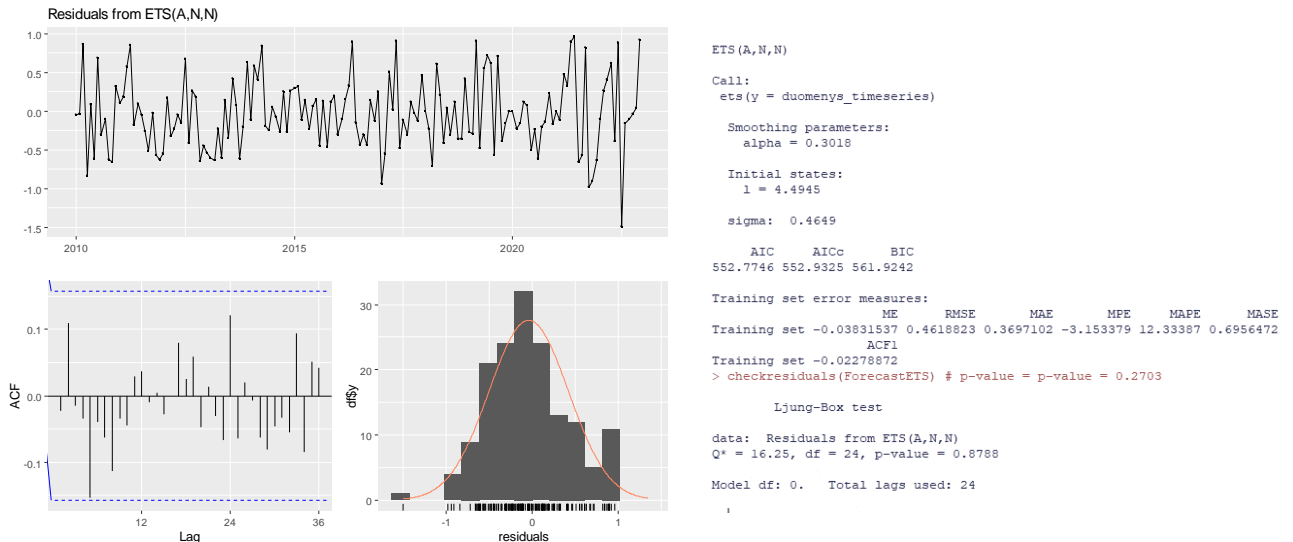 Residuals from ETS(A,N,N)
1.0
0.5
0.0
-0.5
-1.0
-1.5
2010
2015
2020
0.1
0.0
-0.1
ACF
12
24
36
Lag
30
20
10
0
df$y
-1
0
1
residuals
ETS(A,N,N)
Call:
ets(y = duomenys_timeseries)
Smoothing parameters:
alpha = 0.3018
Initial states:
l = 4.4945
sigma: 0.4649
AIC AICc BIC
552.7746 552.9325 561.9242
Training set error measures:
ME RMSE MAE MPE MAPE MASE
Training set -0.03831537 0.4618823 0.3697102 -3.153379 12.33387 0.6956472
ACF1
Training set -0.02278872
> checkresiduals(ForecastETS) # p-value = p-value = 0.2703
Ljung-Box test
data: Residuals from ETS(A,N,N)
Q* = 16.25, df = 24, p-value = 0.8788
Model df: 0. Total lags used: 24